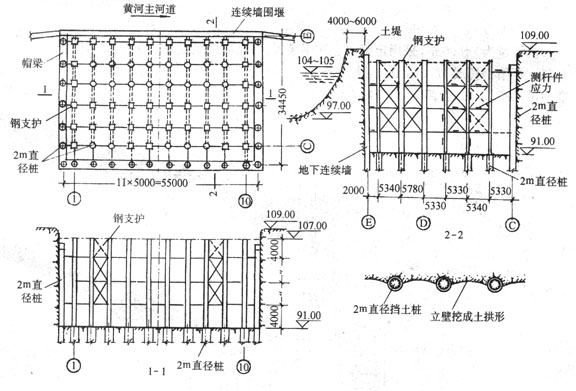 黄河主河道
2
连续墙围堰
E
帽梁
1
1
34450
钢支护
C
2m直
径桩
11×5000=55000
2
1
10
4000~6000
土堤
钢支护
109.00
104~105
测杆件
应力
97.00
2m直
径桩
91.00
地下连续墙
2m直
径桩
2000
5340
5780
5330
5330
5330
5340
E
D
C
2-2
钢支护
109.00
107.00
4000
2m直
径桩
4000
91.00
1
10
1-1
2m直径桩
2m直径挡土桩
立壁挖成土拱形